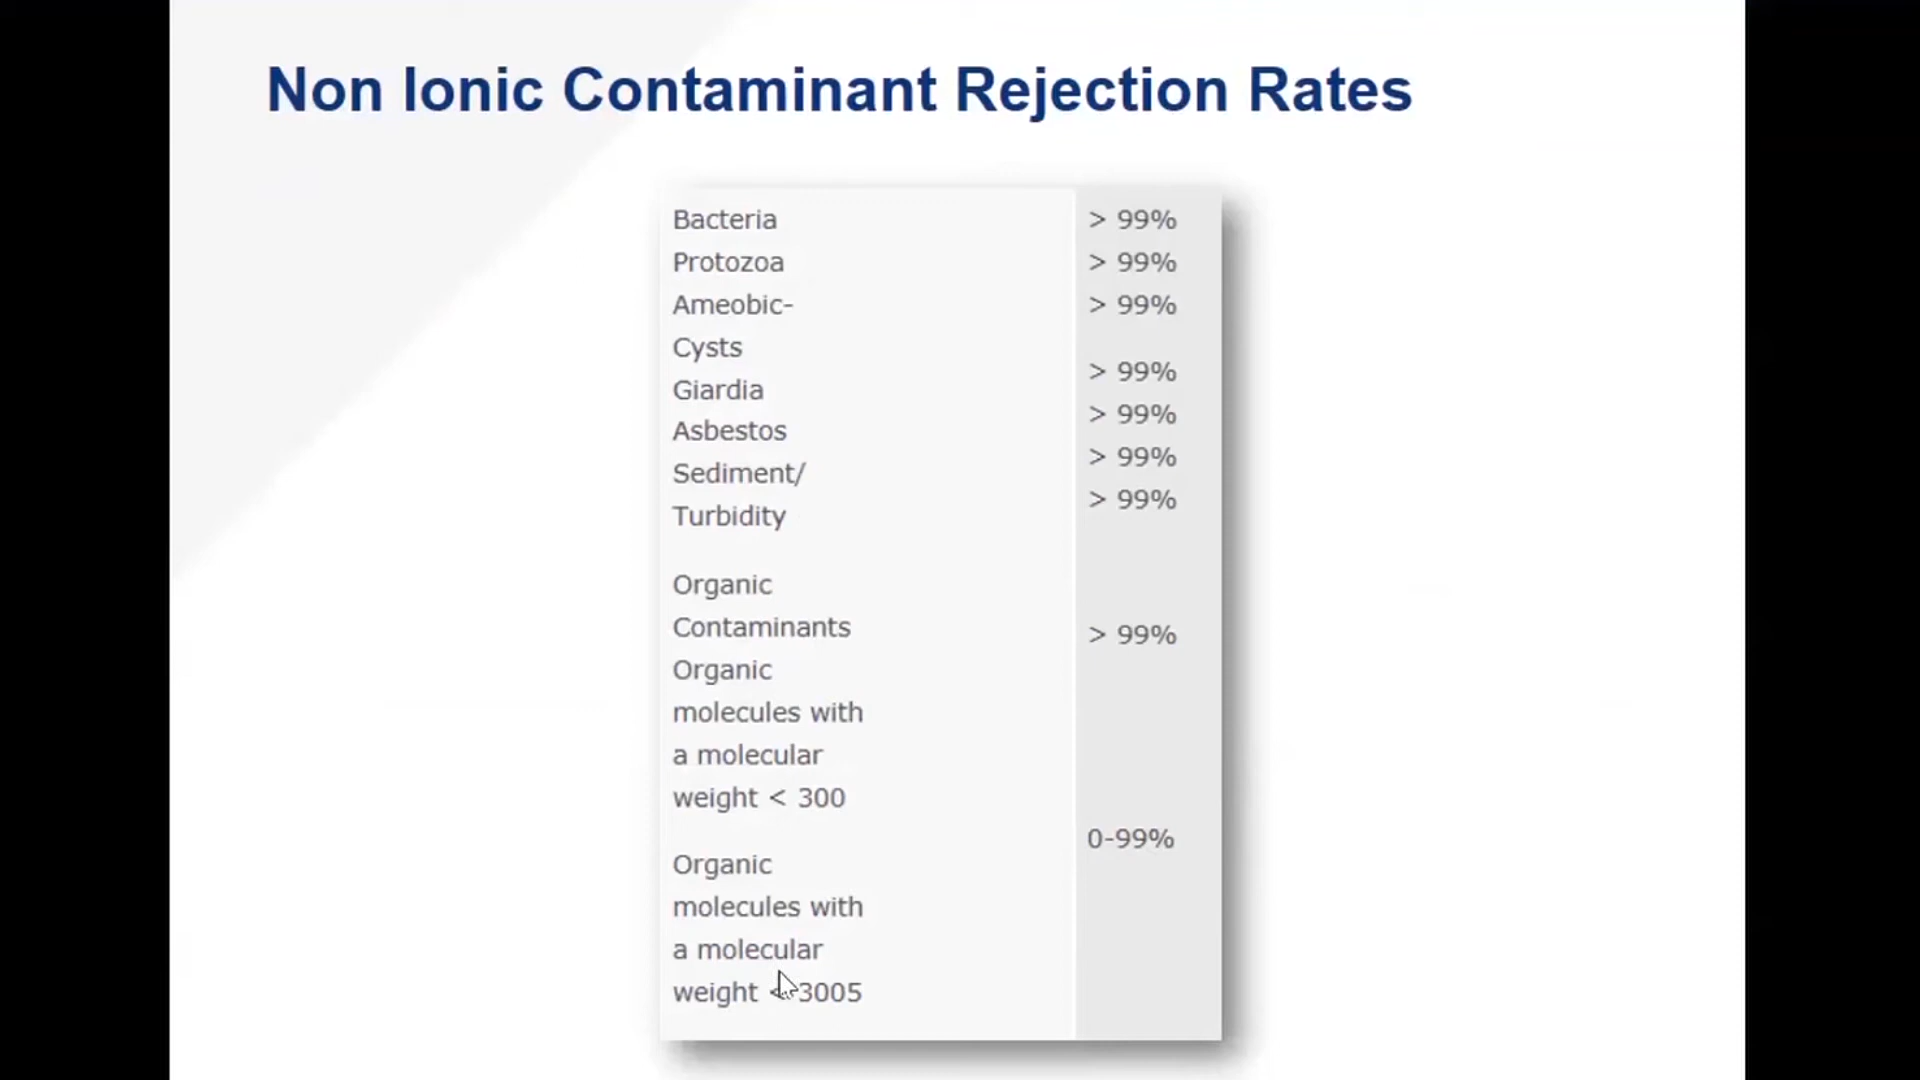 Non Ionic Contaminant Rejection Rates
Bacteria > 99%
Protozoa > 99%
Ameobic- > 99%
Cysts
> 99%
Giardia
> 99%
Asbestos
> 99%
Sediment/
> 99%
Turbidity
Organic
Contaminants > 99%
Organic
molecules with
a molecular
weight < 300
0-99%
Organic
molecules with
a molecular
weight < 3005